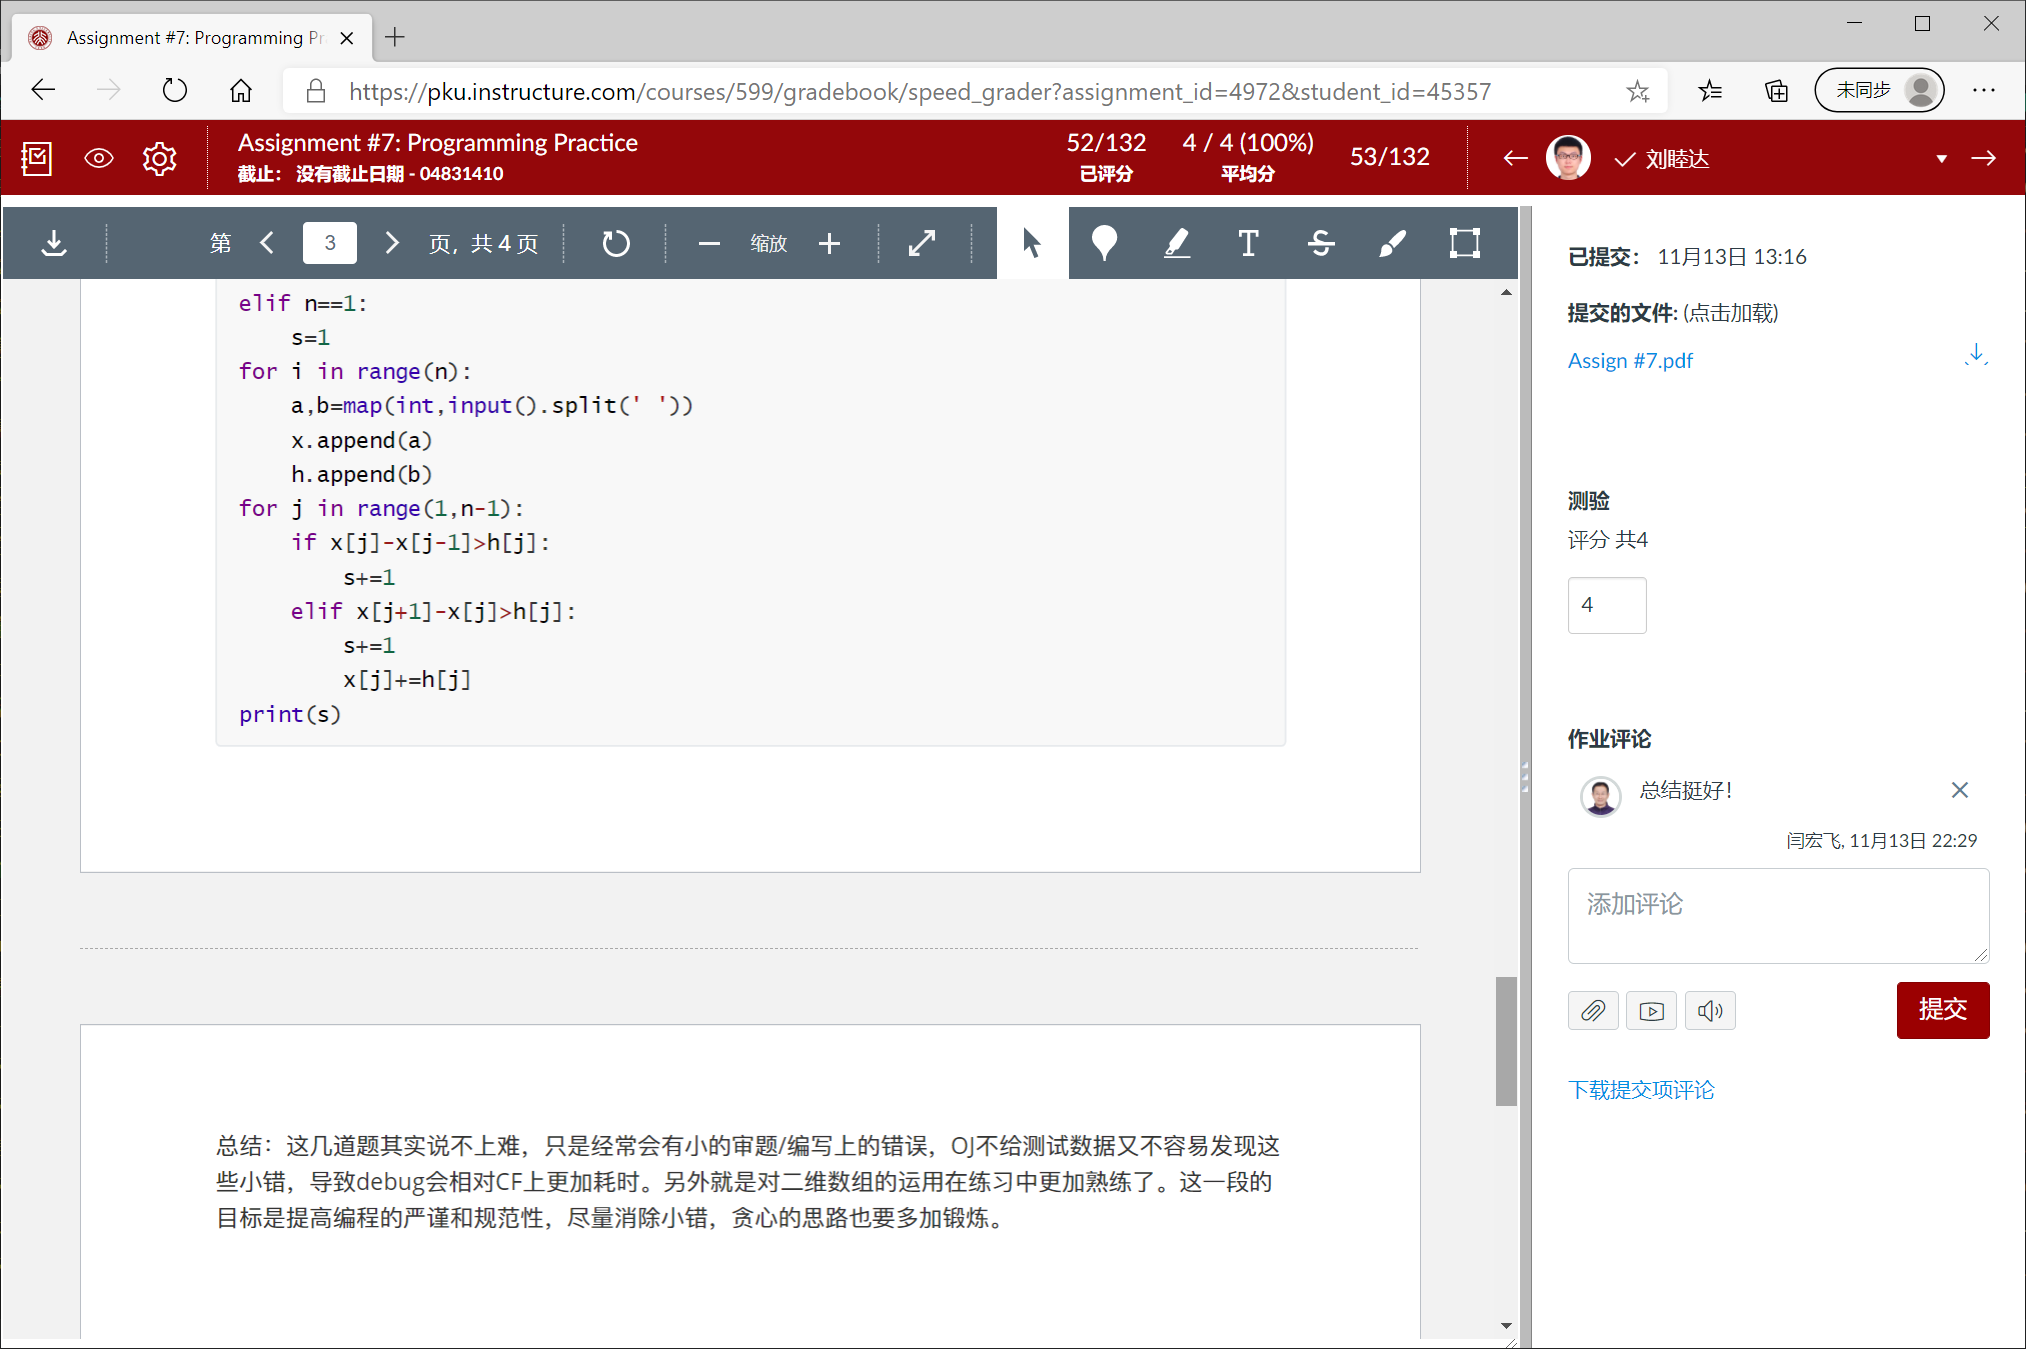 Assignment #7: Programming Pr
https://pku.instructure.com/courses/599/gradebook/speed_grader?assignment_id=4972&student_id=45357
未同步
Assignment #7: Programming Practice
截止： 没有截止日期 - 04831410
52/132
已评分
4 / 4 (100%)
平均分
53/132
刘睦达
第
3
页，共 4 页
缩放
elif n==1:
    s=1
for i in range(n):
    a,b=map(int,input().split(' '))
    x.append(a)
    h.append(b)
for j in range(1,n-1):
    if x[j]-x[j-1]>h[j]:
        s+=1
    elif x[j+1]-x[j]>h[j]:
        s+=1
        x[j]+=h[j]
print(s)
总结：这几道题其实说不上难，只是经常会有小的审题/编写上的错误，OJ不给测试数据又不容易发现这
些小错，导致debug会相对CF上更加耗时。另外就是对二维数组的运用在练习中更加熟练了。这一段的
目标是提高编程的严谨和规范性，尽量消除小错，贪心的思路也要多加锻炼。
已提交： 11月13日 13:16
提交的文件: (点击加载)
Assign #7.pdf
测验
评分 共4
4
作业评论
总结挺好！
闫宏飞, 11月13日 22:29
添加评论
提交
下载提交项评论